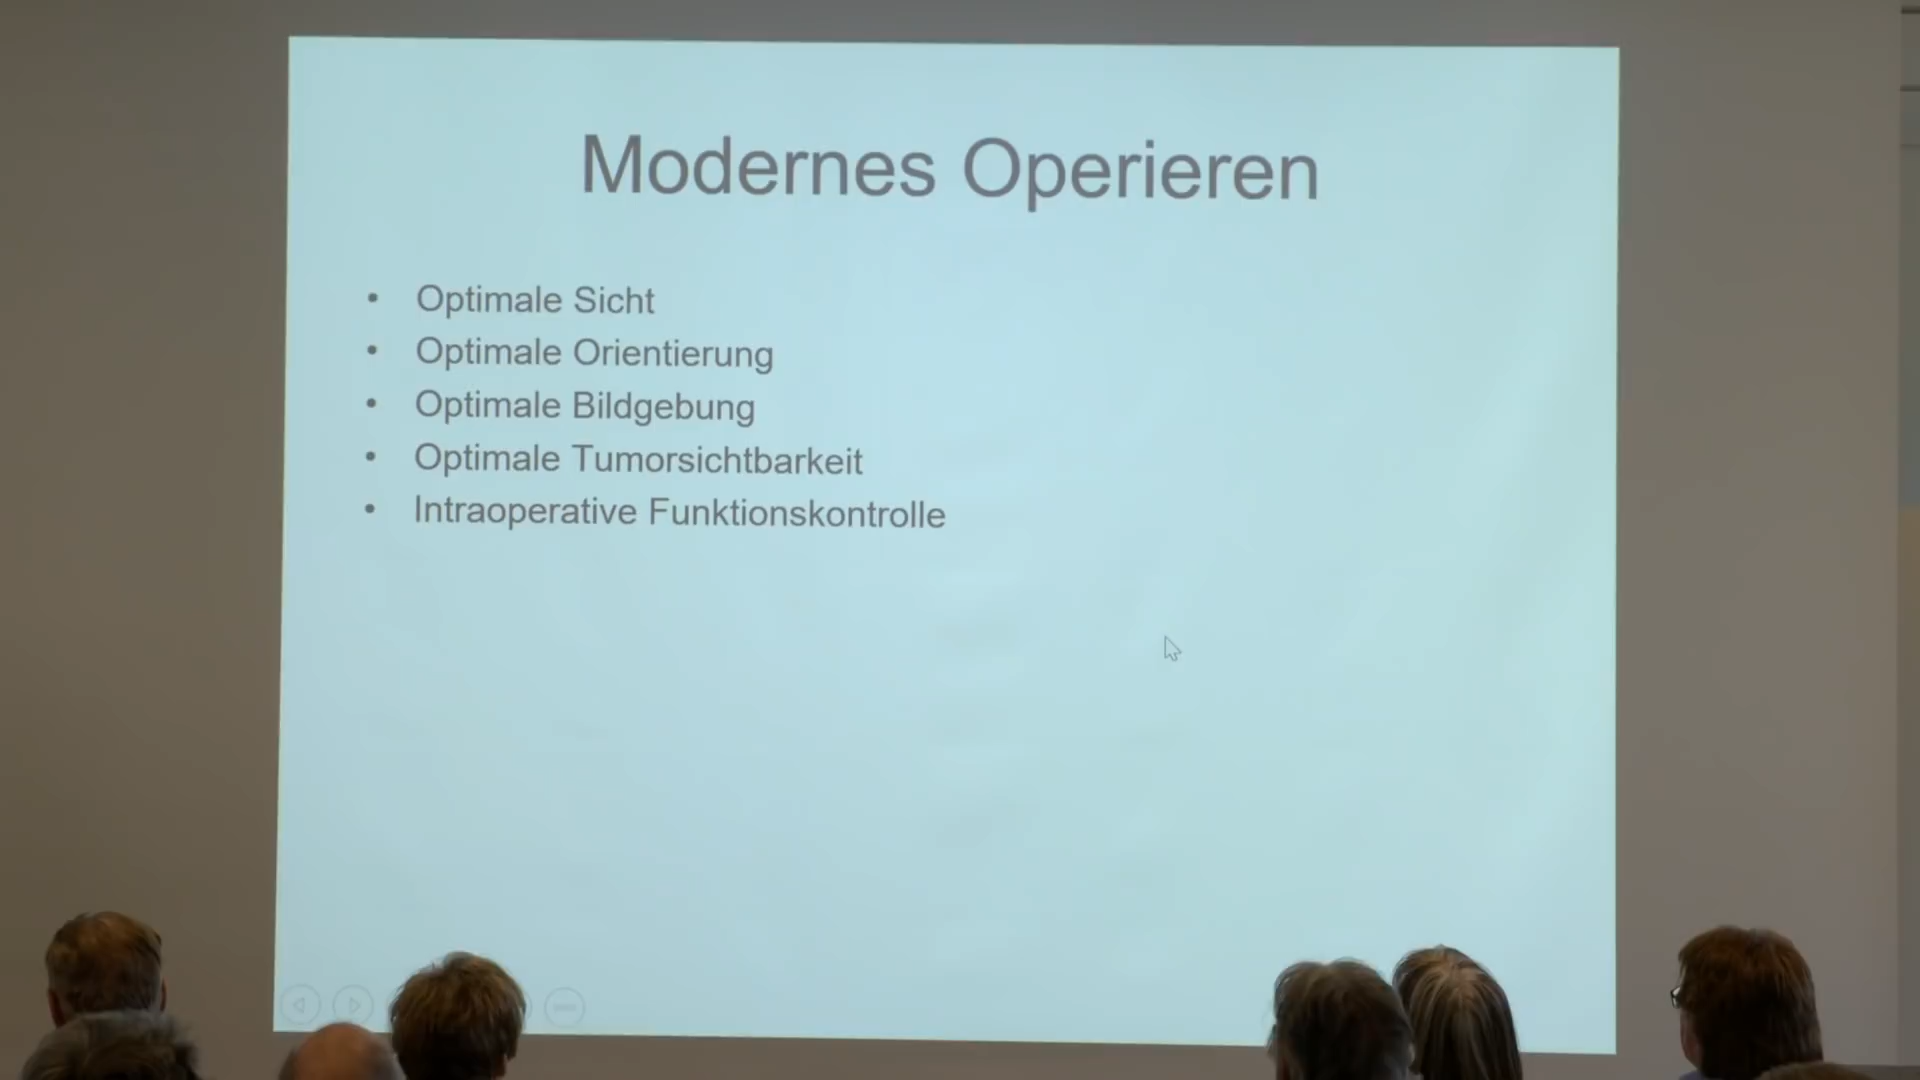 Modernes Operieren
• Optimale Sicht
• Optimale Orientierung
• Optimale Bildgebung
• Optimale Tumorsichtbarkeit
• Intraoperative Funktionskontrolle